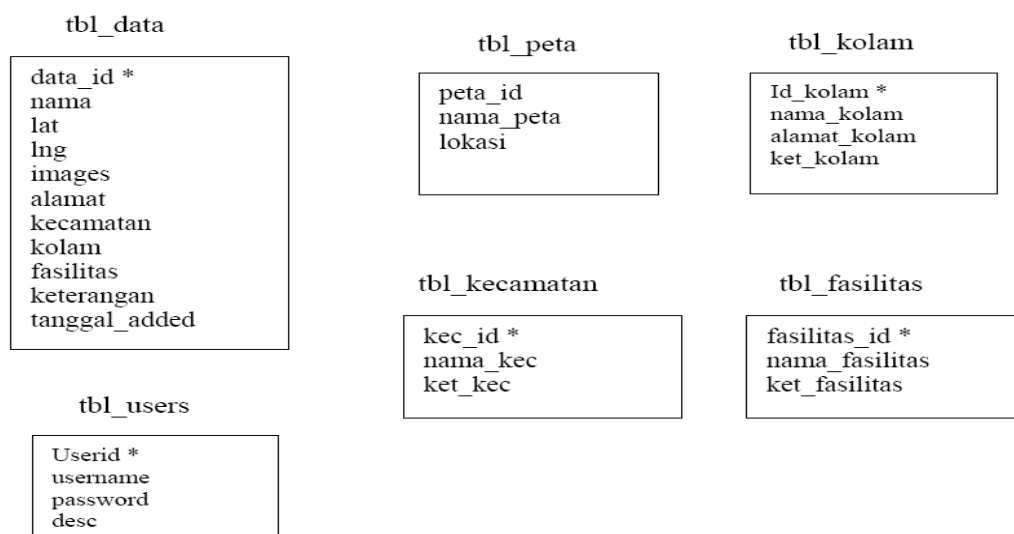 tbl_data
data_id *
nama
lat
lng
images
alamat
kecamatan
kolam
fasilitas
keterangan
tanggal_added
tbl_peta
peta_id
nama_peta
lokasi
tbl_kolam
Id_kolam *
nama_kolam
alamat_kolam
ket_kolam
tbl_kecamatan
kec_id *
nama_kec
ket_kec
tbl_fasilitas
fasilitas_id *
nama_fasilitas
ket_fasilitas
tbl_users
Userid *
username
password
desc